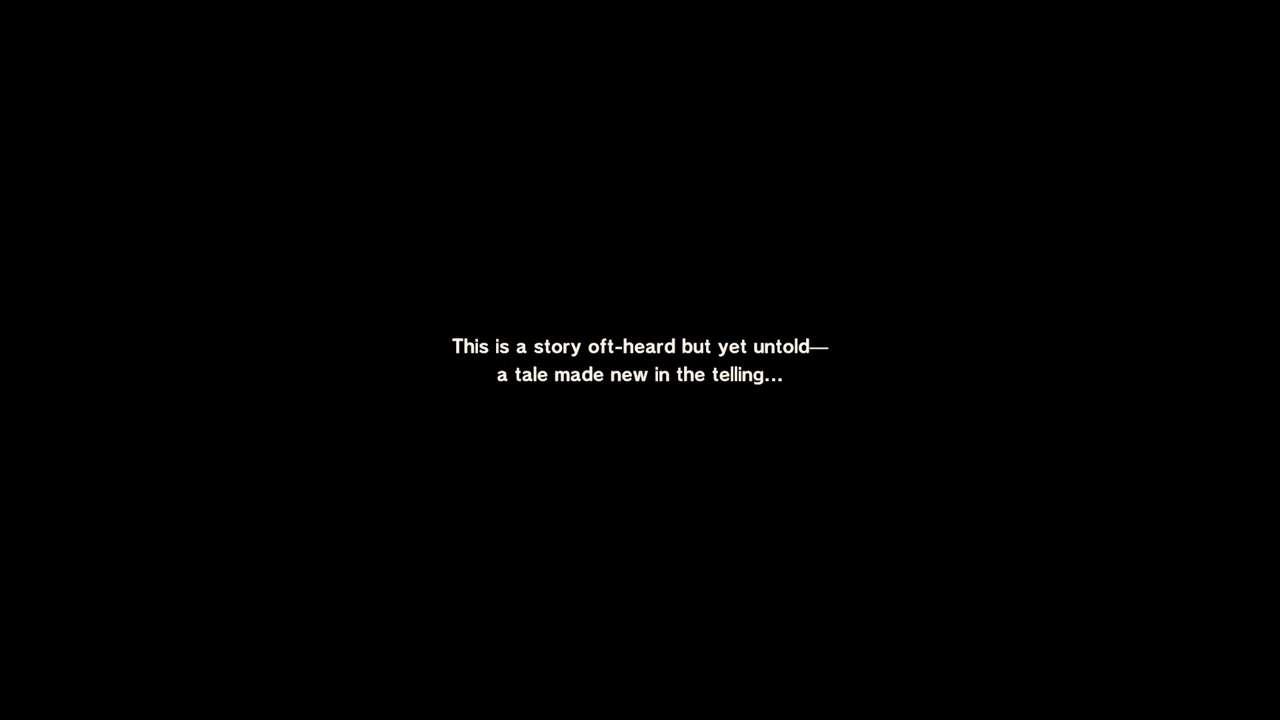 This is a story oft-heard but yet untold—
a tale made new in the telling...